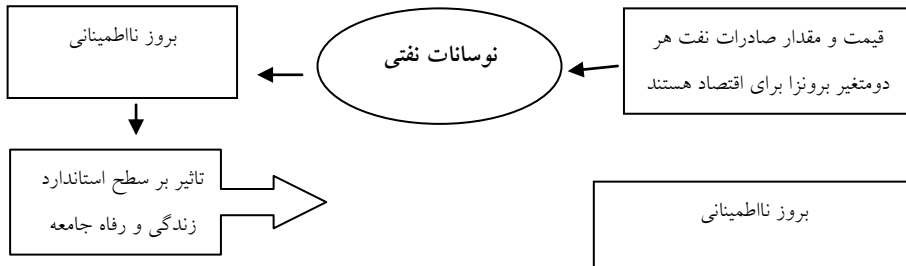 قیمت و مقدار صادرات نفت هر
دومتغیر برونزا برای اقتصاد هستند
نوسانات نفتی
بروز نااطمینانی
تاثیر بر سطح استاندارد
زندگی و رفاه جامعه
بروز نااطمینانی